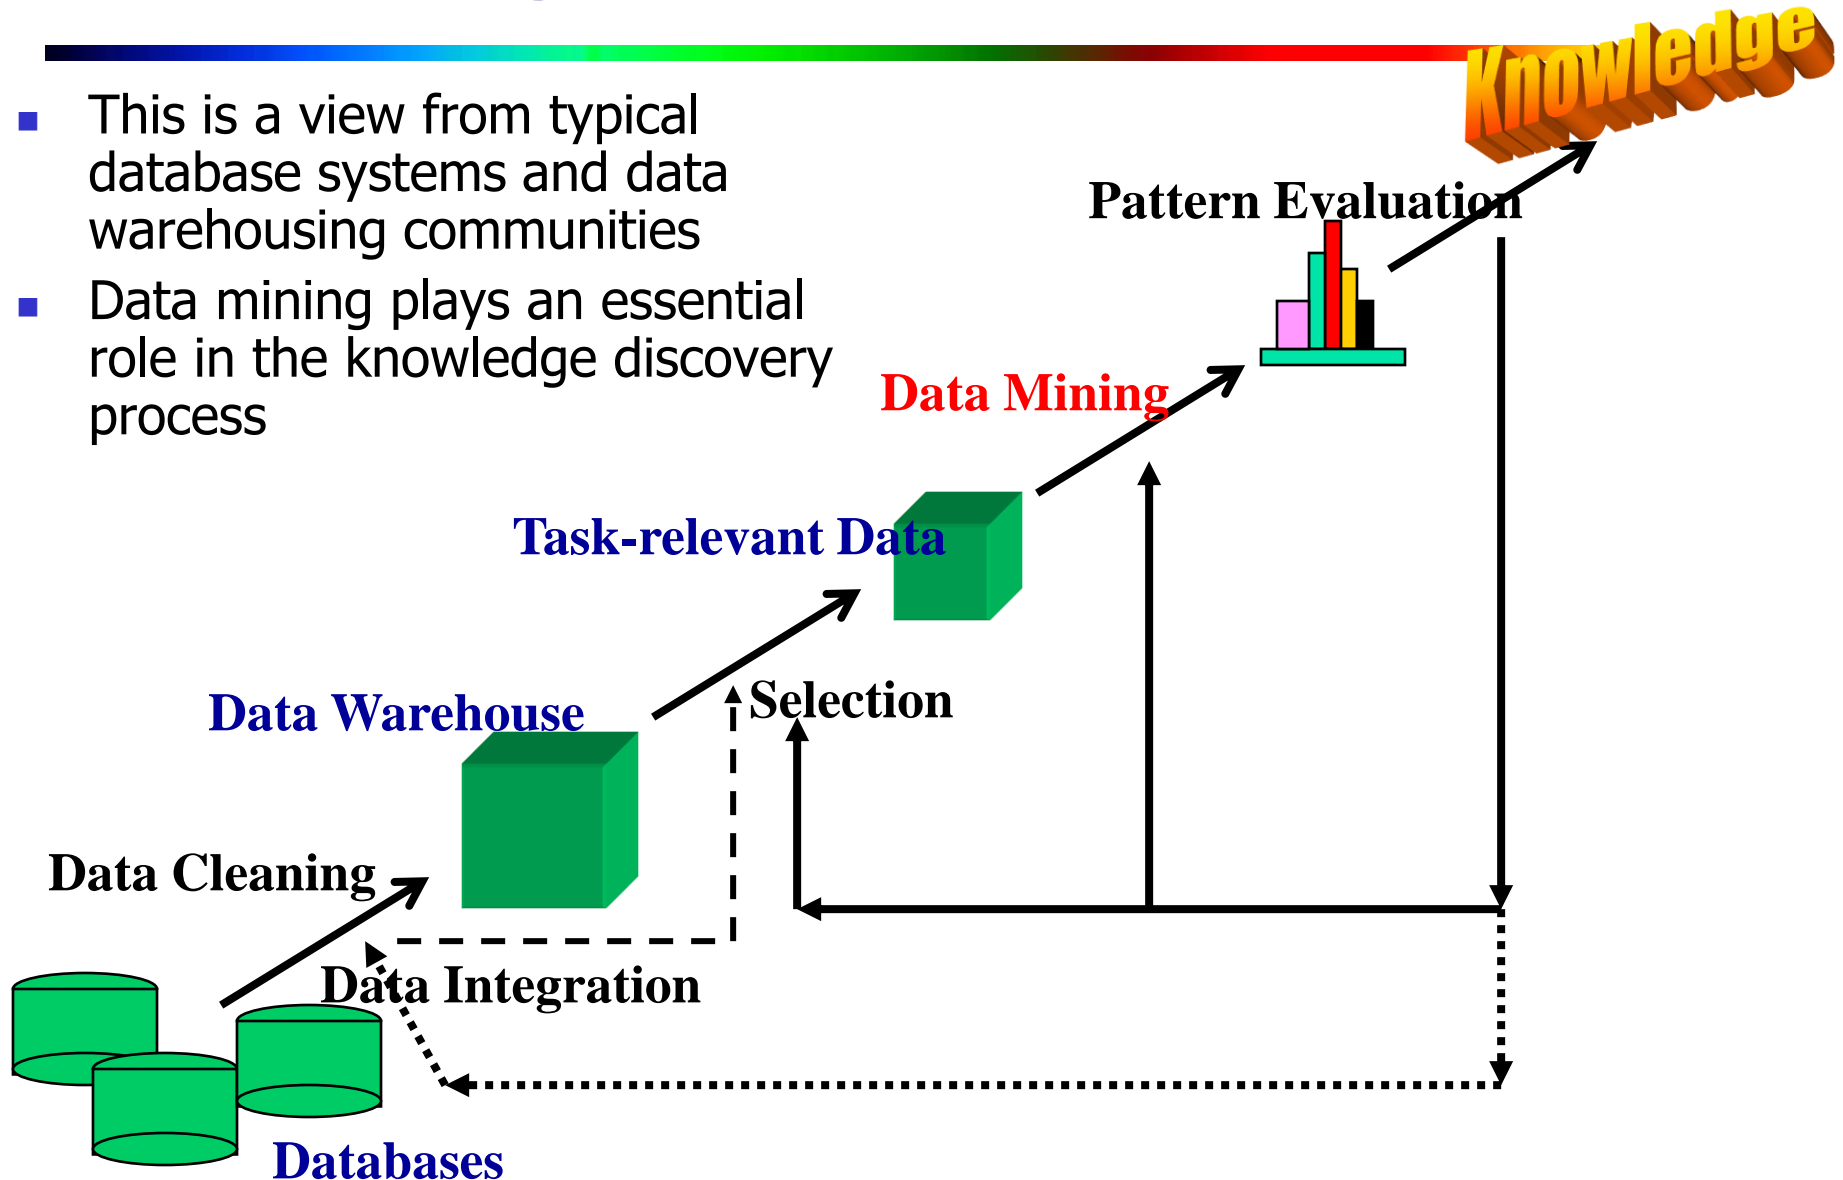 Knowledge
This is a view from typical
database systems and data
warehousing communities
Data mining plays an essential
role in the knowledge discovery
process
Pattern Evaluation
Data Mining
Task-relevant Data
Selection
Data Warehouse
Data Cleaning
Data Integration
Databases